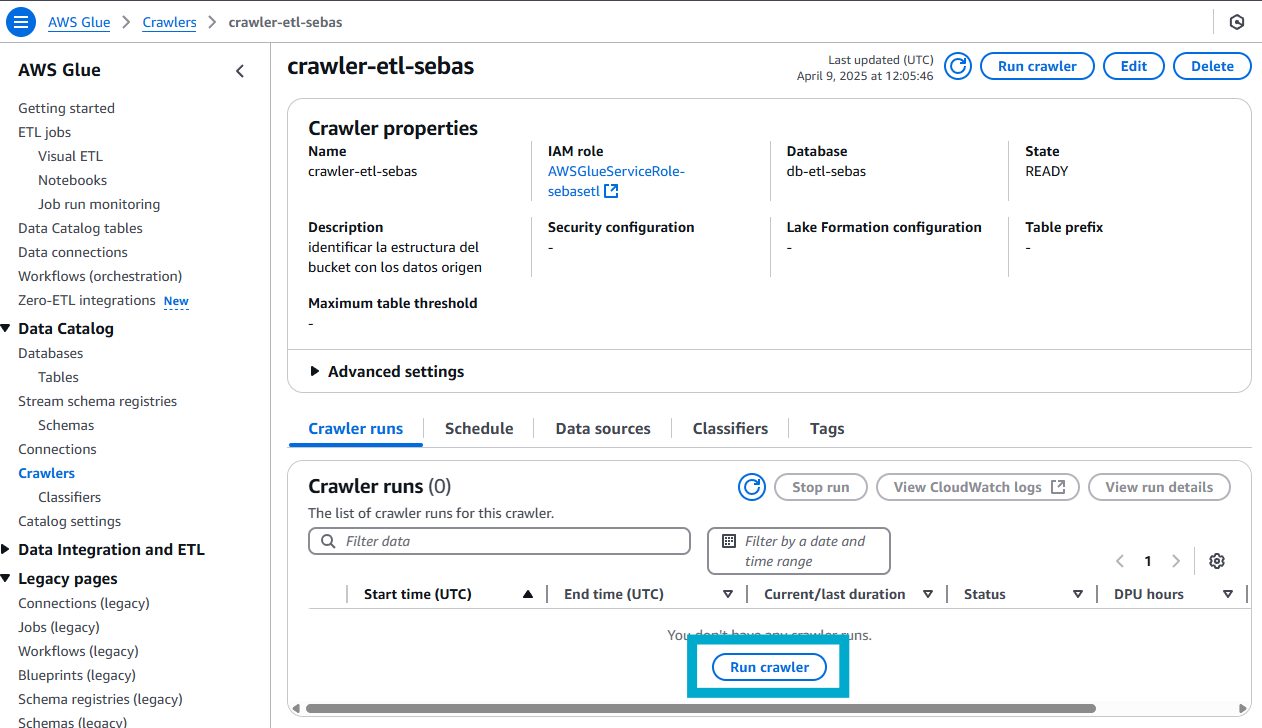 AWS Glue > Crawlers > crawler-etl-sebas
AWS Glue
Getting started
ETL jobs
Visual ETL
Notebooks
Job run monitoring
Data Catalog tables
Data connections
Workflows (orchestration)
Zero-ETL integrations New
Data Catalog
Databases
Tables
Stream schema registries
Schemas
Connections
Crawlers
Classifiers
Catalog settings
Data Integration and ETL
Legacy pages
Connections (legacy)
Jobs (legacy)
Workflows (legacy)
Blueprints (legacy)
Schema registries (legacy)
Schemas (legacy)
crawler-etl-sebas
Last updated (UTC)
April 9, 2025 at 12:05:46
Run crawler
Edit
Delete
Crawler properties
Name
crawler-etl-sebas
IAM role
AWSGlueServiceRole-
sebasetl
Database
db-etl-sebas
State
READY
Description
identificar la estructura del
bucket con los datos origen
Security configuration
-
Lake Formation configuration
-
Table prefix
-
Maximum table threshold
-
Advanced settings
Crawler runs
Schedule
Data sources
Classifiers
Tags
Crawler runs (0)
The list of crawler runs for this crawler.
Stop run
View CloudWatch logs
View run details
Filter data
Filter by a date and
time range
1
Start time (UTC)
End time (UTC)
Current/last duration
Status
DPU hours
You don't have any crawler runs.
Run crawler